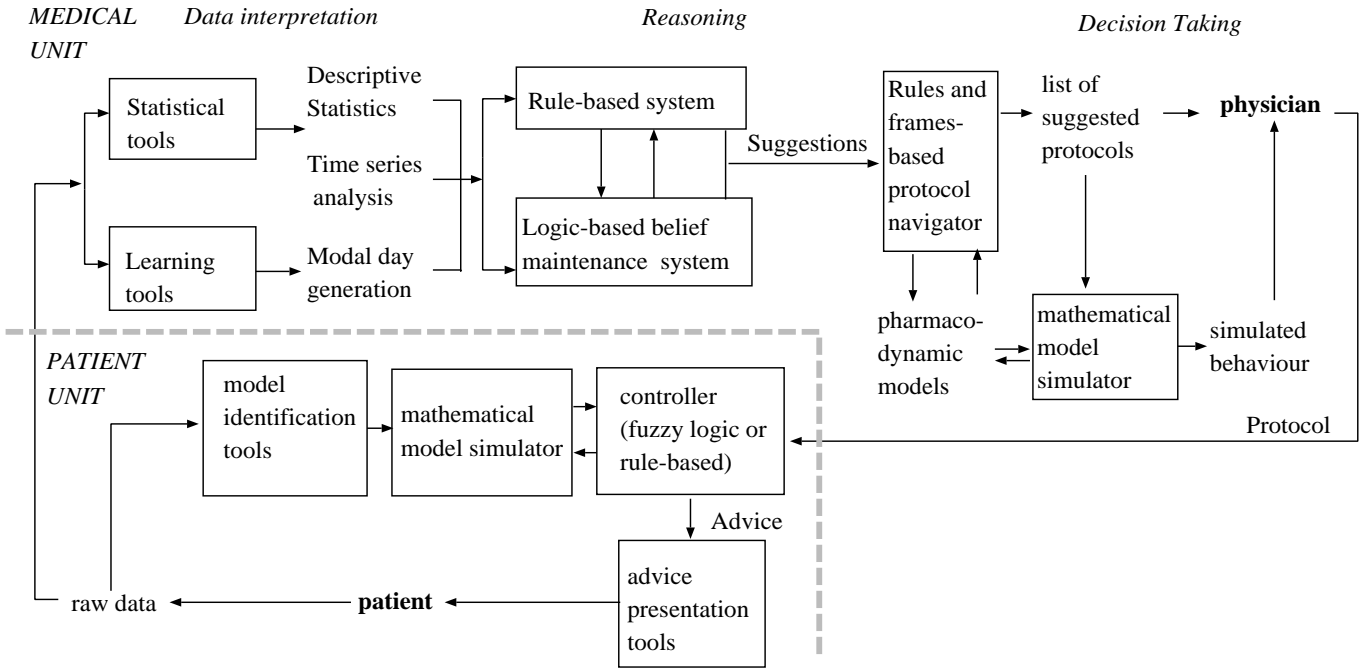 MEDICAL
UNIT
Data interpretation
Reasoning
Decision Taking
Statistical
tools
Descriptive
Statistics
Time series
analysis
Learning
tools
Modal day
generation
Rule-based system
Logic-based belief
maintenance system
Suggestions
Rules and
frames-
based
protocol
navigator
list of
suggested
protocols
physician
pharmaco-
dynamic
models
mathematical
model
simulator
simulated
behaviour
Protocol
PATIENT
UNIT
model
identification
tools
mathematical
model simulator
controller
(fuzzy logic or
rule-based)
Advice
advice
presentation
tools
patient
raw data